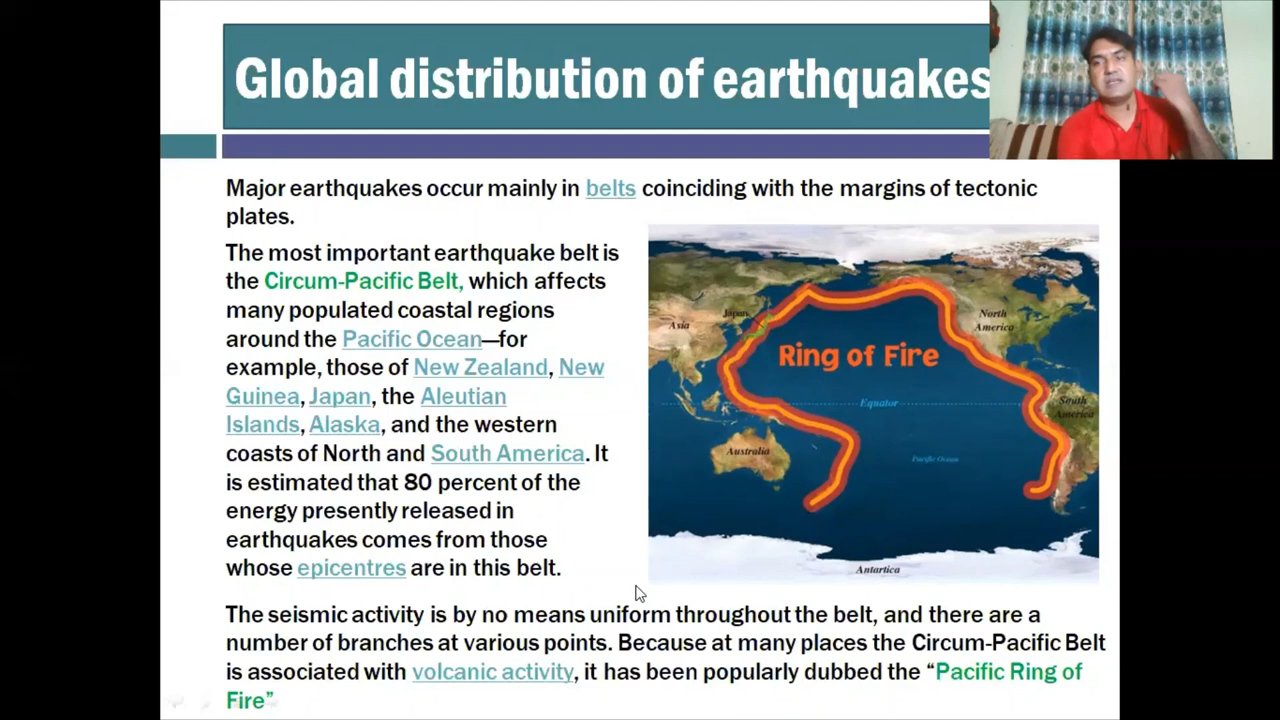 Global distribution of earthquakes
Major earthquakes occur mainly in belts coinciding with the margins of tectonic
plates.
The most important earthquake belt is
the Circum-Pacific Belt, which affects
many populated coastal regions
around the Pacific Ocean—for
example, those of New Zealand, New
Guinea, Japan, the Aleutian
Islands, Alaska, and the western
coasts of North and South America. It
is estimated that 80 percent of the
energy presently released in
earthquakes comes from those
whose epicentres are in this belt.
Asia
Japan
North
America
Ring of Fire
Equator
South
America
Australia
Pacific Ocean
Antartica
The seismic activity is by no means uniform throughout the belt, and there are a
number of branches at various points. Because at many places the Circum-Pacific Belt
is associated with volcanic activity, it has been popularly dubbed the “Pacific Ring of
Fire”